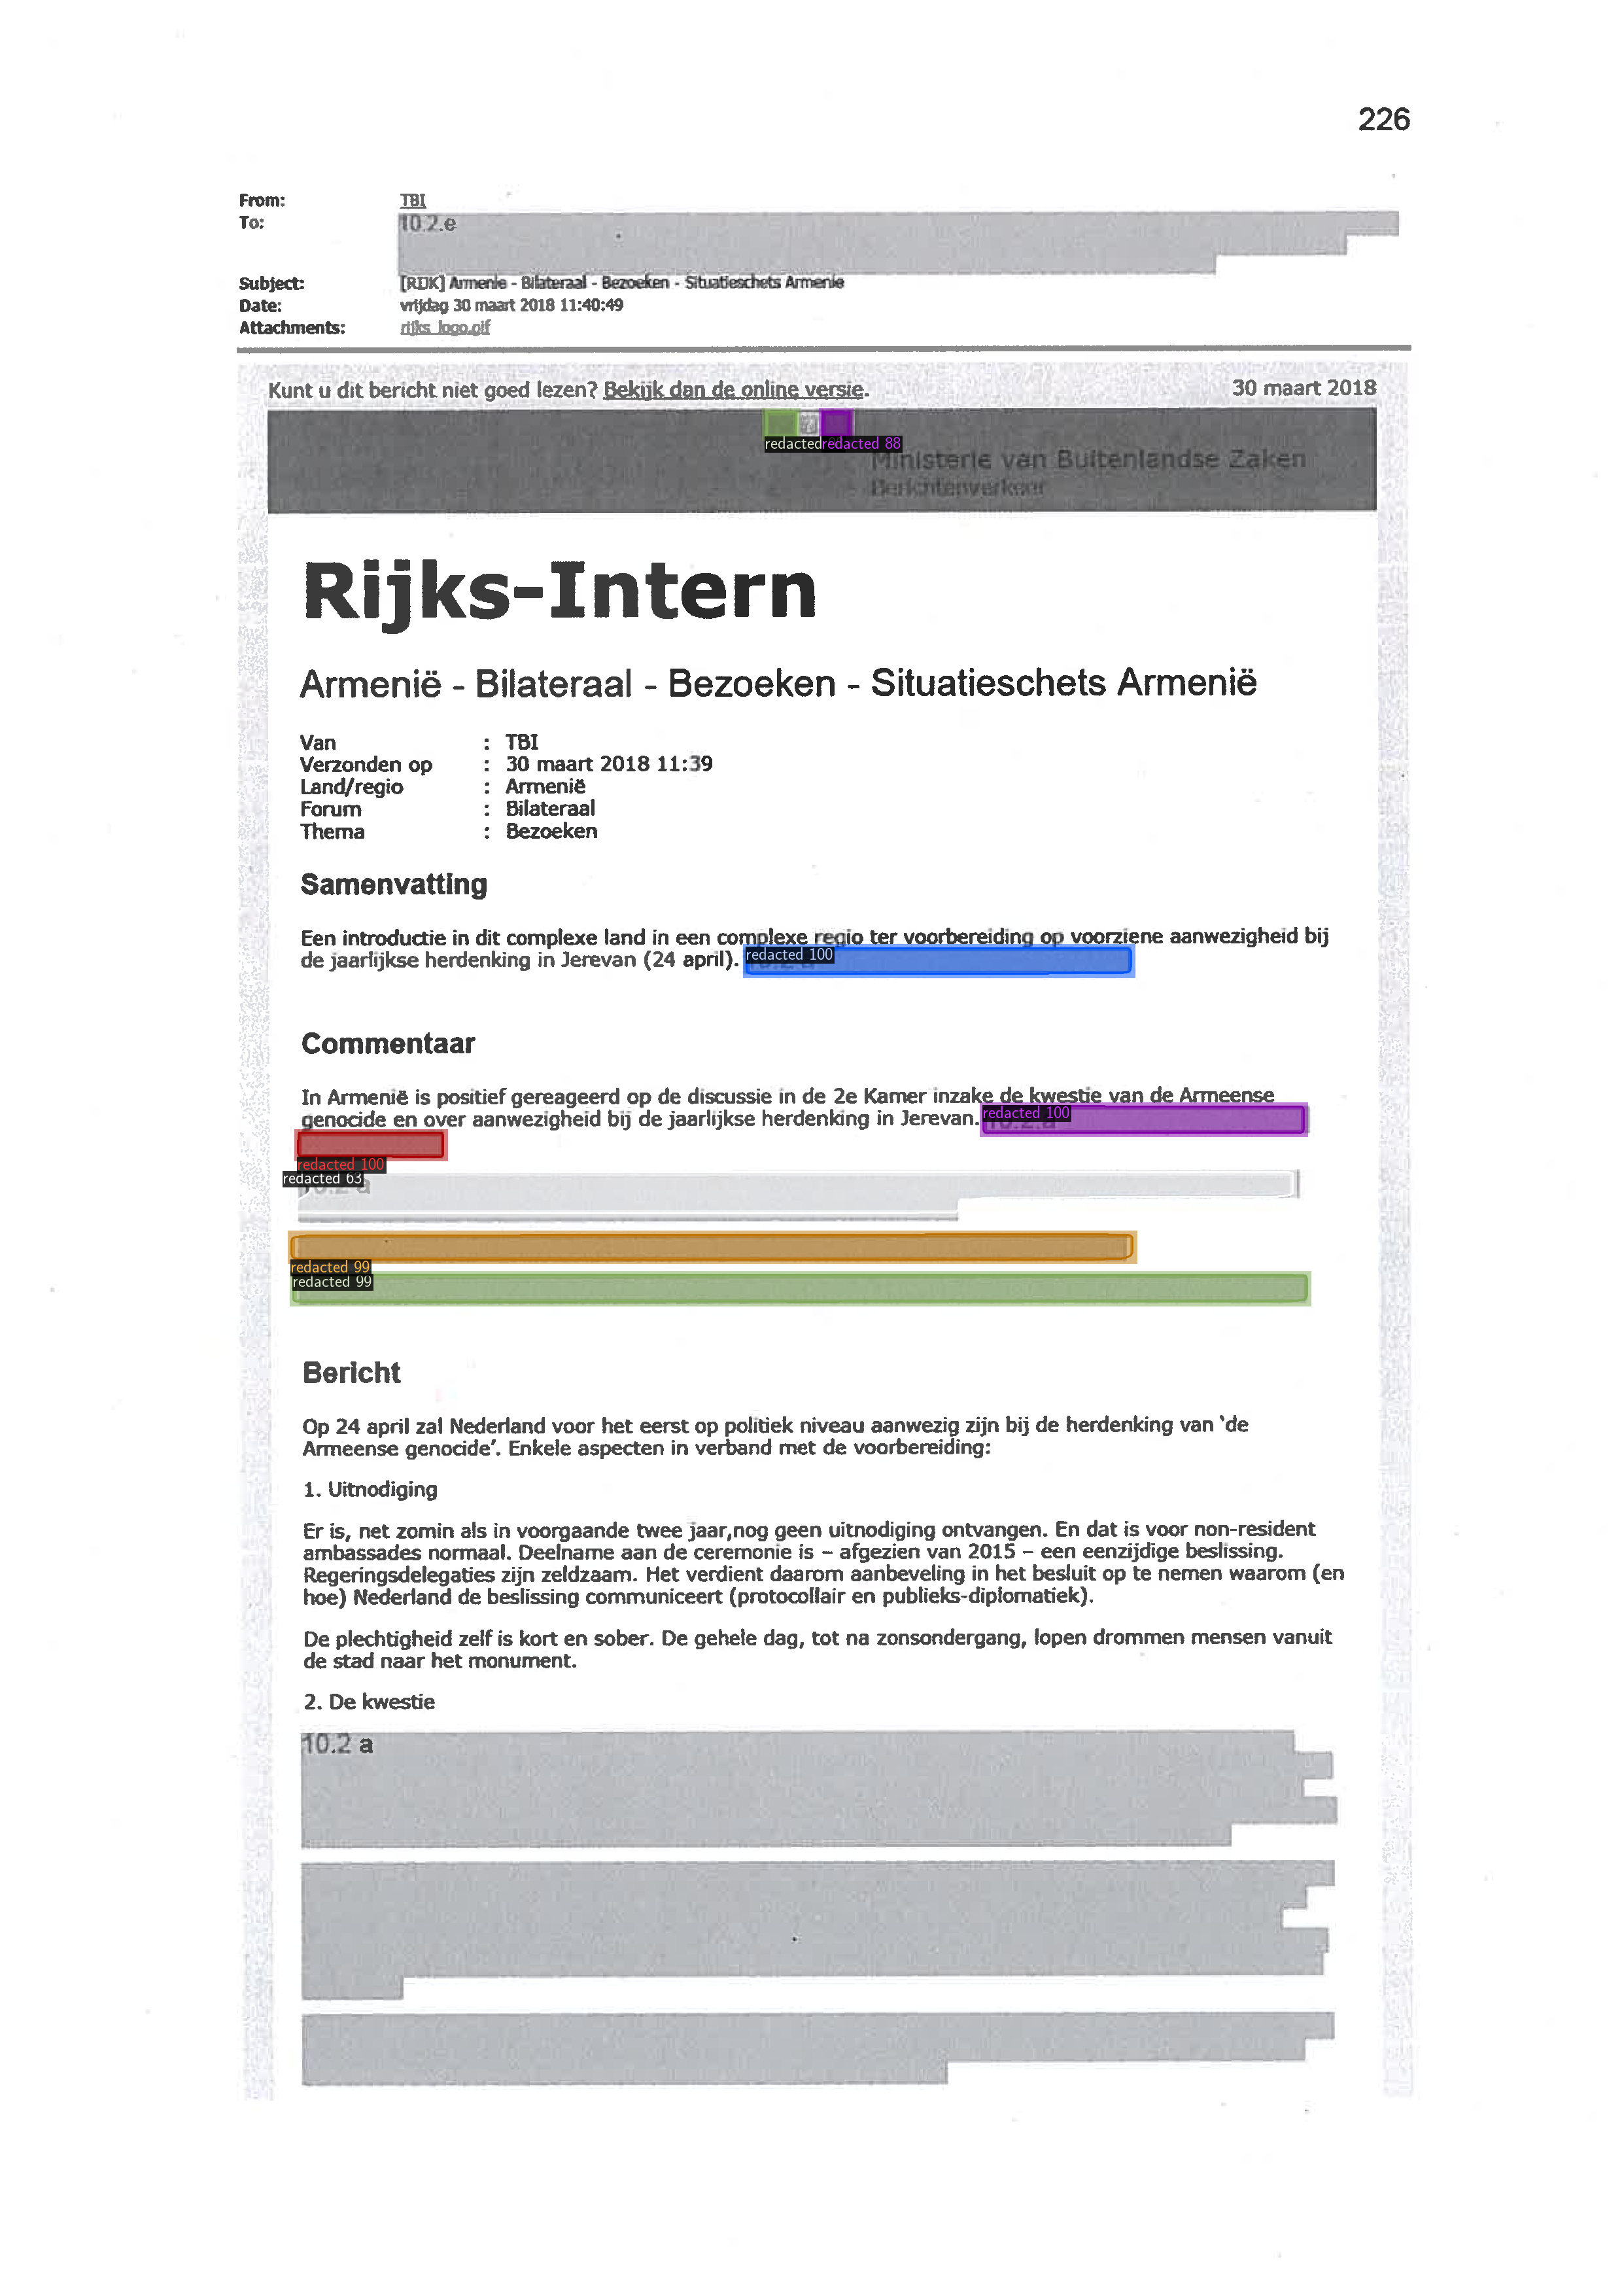 226
From: TBI
To: 10.2.e
Subject: [RIJK] Armenie - Bilateraal - Bezoeken - Situatieschets Armenie
Date: vrijdag 30 maart 2018 11:40:49
Attachments: rijks_logo.gif
Kunt u dit bericht niet goed lezen? Bekijk dan de online versie. 30 maart 2018
redacted redacted 88
Ministerie van Buitenlandse Zaken
Berichtenverkeer
Rijks-Intern
Armenië - Bilateraal - Bezoeken - Situatieschets Armenië
Van : TBI
Verzonden op : 30 maart 2018 11:39
Land/regio : Armenië
Forum : Bilateraal
Thema : Bezoeken
Samenvatting
Een introductie in dit complexe land in een complexe regio ter voorbereiding op voorziene aanwezigheid bij
de jaarlijkse herdenking in Jerevan (24 april). redacted 100
Commentaar
In Armenië is positief gereageerd op de discussie in de 2e Kamer inzake de kwestie van de Armeense
genocide en over aanwezigheid bij de jaarlijkse herdenking in Jerevan. redacted 100
10.2.a
redacted 100
redacted 63
10.2 a
redacted 99
redacted 99
Bericht
Op 24 april zal Nederland voor het eerst op politiek niveau aanwezig zijn bij de herdenking van 'de
Armeense genocide'. Enkele aspecten in verband met de voorbereiding:
1. Uitnodiging
Er is, net zomin als in voorgaande twee jaar,nog geen uitnodiging ontvangen. En dat is voor non-resident
ambassades normaal. Deelname aan de ceremonie is – afgezien van 2015 – een eenzijdige beslissing.
Regeringsdelegaties zijn zeldzaam. Het verdient daarom aanbeveling in het besluit op te nemen waarom (en
hoe) Nederland de beslissing communiceert (protocollair en publieks-diplomatiek).
De plechtigheid zelf is kort en sober. De gehele dag, tot na zonsondergang, lopen drommen mensen vanuit
de stad naar het monument.
2. De kwestie
10.2 a